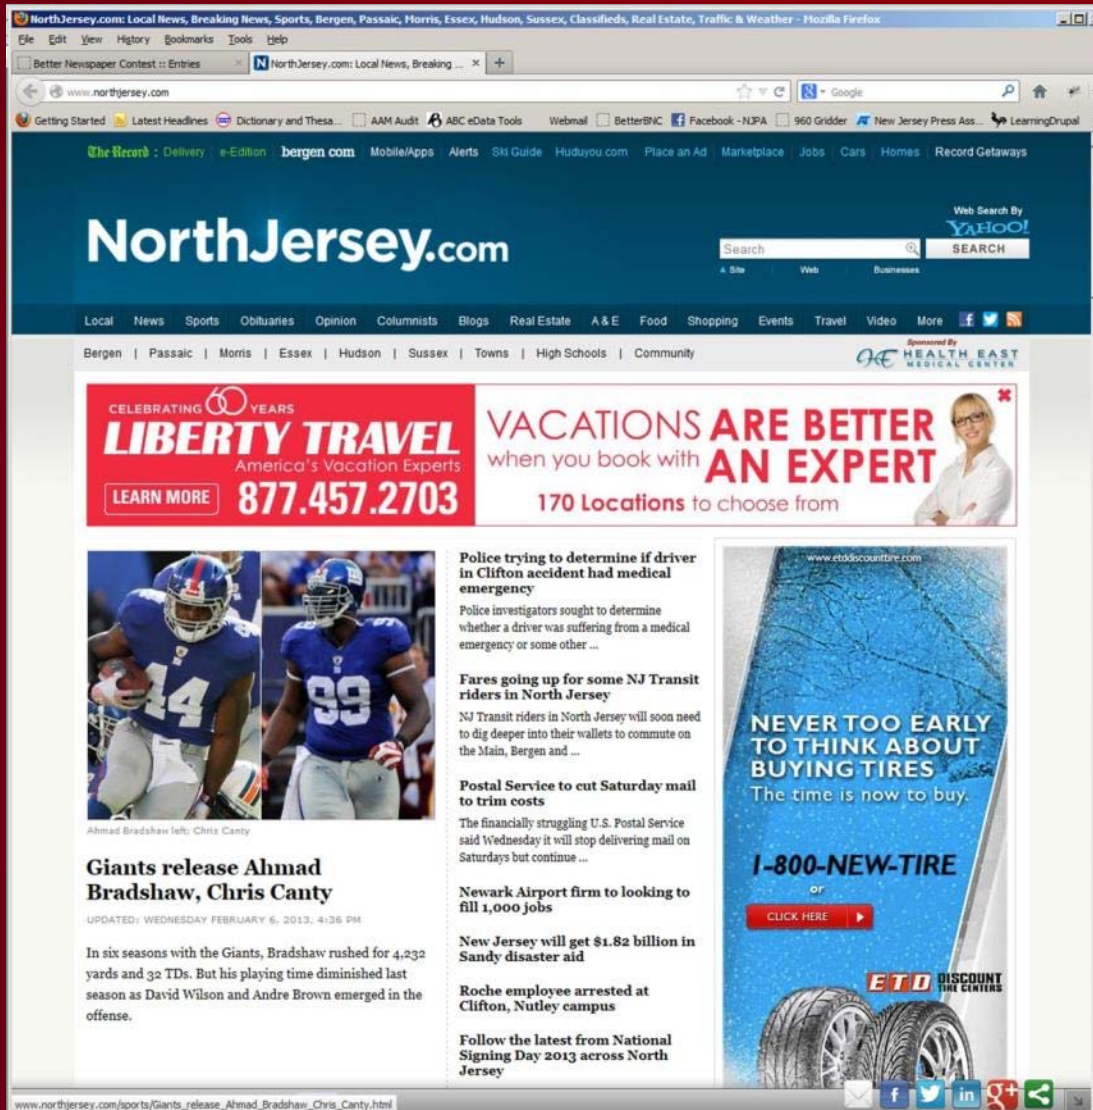 NorthJersey.com: Local News, Breaking News, Sports, Bergen, Passaic, Morris, Essex, Hudson, Sussex, Classifieds, Real Estate, Traffic & Weather - Mozilla Firefox
File Edit View History Bookmarks Tools Help
Better Newspaper Contest :: Entries × N NorthJersey.com: Local News, Breaking ... × +
www.northjersey.com Google
Getting Started Latest Headlines Dictionary and Thesa... AAM Audit ABC eData Tools Webmail BetterBNC Facebook - NJPA 960 Gridder New Jersey Press Ass... LearningDrupal
The Record : Delivery e-Edition bergen.com Mobile/Apps Alerts Ski Guide Huduyou.com Place an Ad Marketplace Jobs Cars Homes Record Getaways
Web Search By
YAHOO!
NorthJersey.com
Search SEARCH
Site Web Businesses
Local News Sports Obituaries Opinion Columnists Blogs Real Estate A & E Food Shopping Events Travel Video More
Bergen | Passaic | Morris | Essex | Hudson | Sussex | Towns | High Schools | Community
Sponsored By
HE HEALTH EAST
MEDICAL CENTER
CELEBRATING 60 YEARS
LIBERTY TRAVEL
America's Vacation Experts
LEARN MORE 877.457.2703
VACATIONS ARE BETTER
when you book with AN EXPERT
170 Locations to choose from
44
99
Ahmad Bradshaw left; Chris Canty
Giants release Ahmad
Bradshaw, Chris Canty
UPDATED: WEDNESDAY FEBRUARY 6, 2013, 4:36 PM
In six seasons with the Giants, Bradshaw rushed for 4,232
yards and 32 TDs. But his playing time diminished last
season as David Wilson and Andre Brown emerged in the
offense.
Police trying to determine if driver
in Clifton accident had medical
emergency
Police investigators sought to determine
whether a driver was suffering from a medical
emergency or some other ...
Fares going up for some NJ Transit
riders in North Jersey
NJ Transit riders in North Jersey will soon need
to dig deeper into their wallets to commute on
the Main, Bergen and ...
Postal Service to cut Saturday mail
to trim costs
The financially struggling U.S. Postal Service
said Wednesday it will stop delivering mail on
Saturdays but continue ...
Newark Airport firm to looking to
fill 1,000 jobs
New Jersey will get $1.82 billion in
Sandy disaster aid
Roche employee arrested at
Clifton, Nutley campus
Follow the latest from National
Signing Day 2013 across North
Jersey
www.etddiscounttire.com
NEVER TOO EARLY
TO THINK ABOUT
BUYING TIRES
The time is now to buy.
1-800-NEW-TIRE
or
CLICK HERE
ETD DISCOUNT
TIRE CENTERS
www.northjersey.com/sports/Giants_release_Ahmad_Bradshaw_Chris_Canty.html